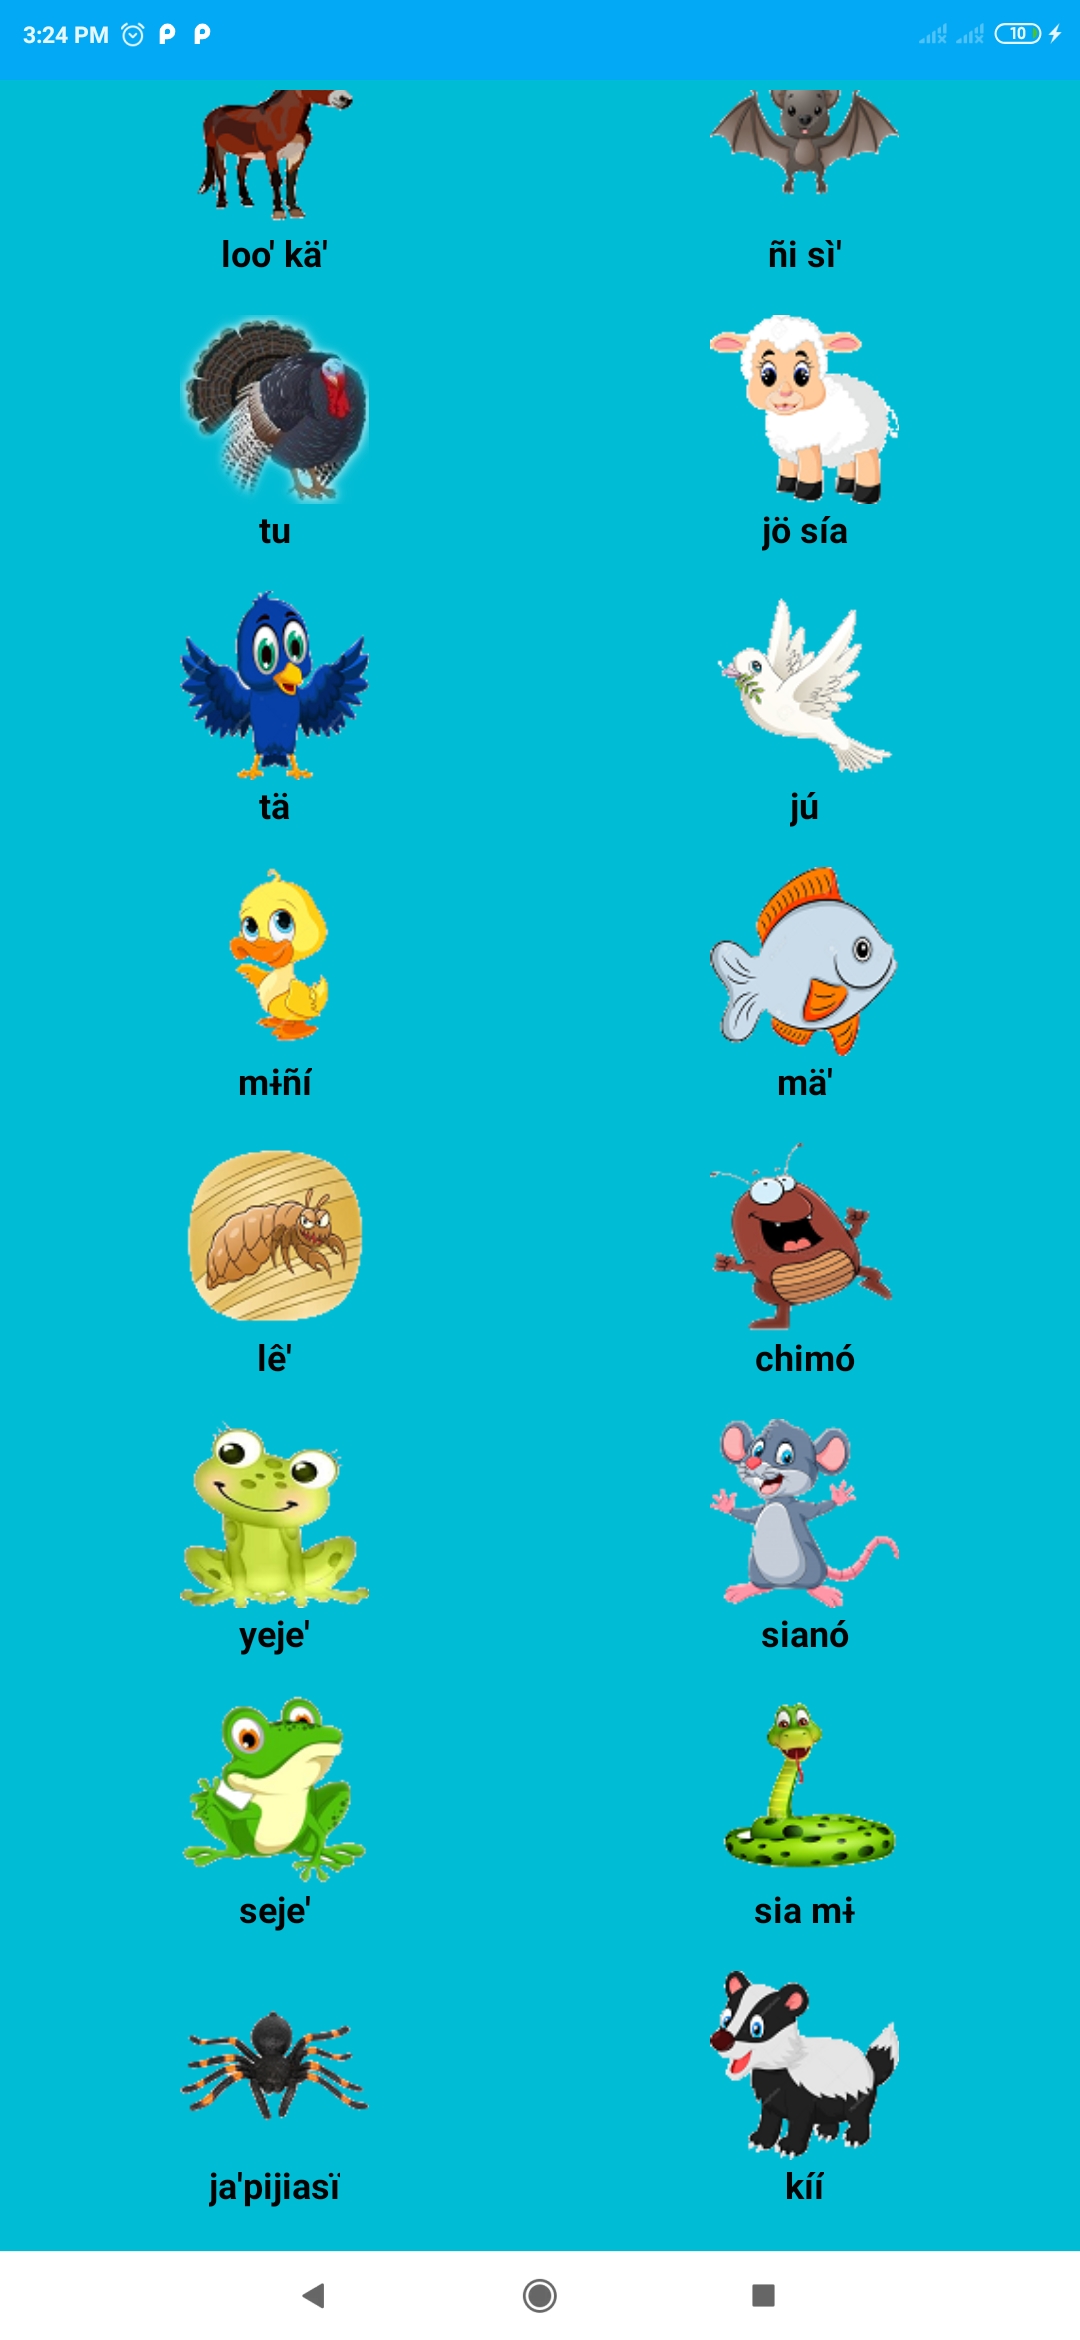 3:24 PM
10
loo' kä' ñi sì'
tu jö sía
tä jú
mɨñí mä'
lê' chimó
yeje' sianó
seje' sia mɨ
ja'pijiasï kíí